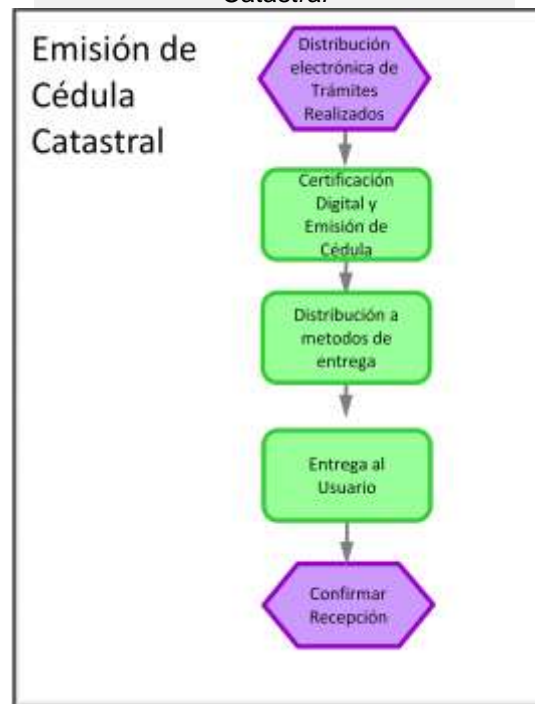 Catastral
Emisión de
Cédula
Catastral
Distribución
electrónica de
Trámites
Realizados
Certificación
Digital y
Emisión de
Cédula
Distribución a
metodos de
entrega
Entrega al
Usuario
Confirmar
Recepción